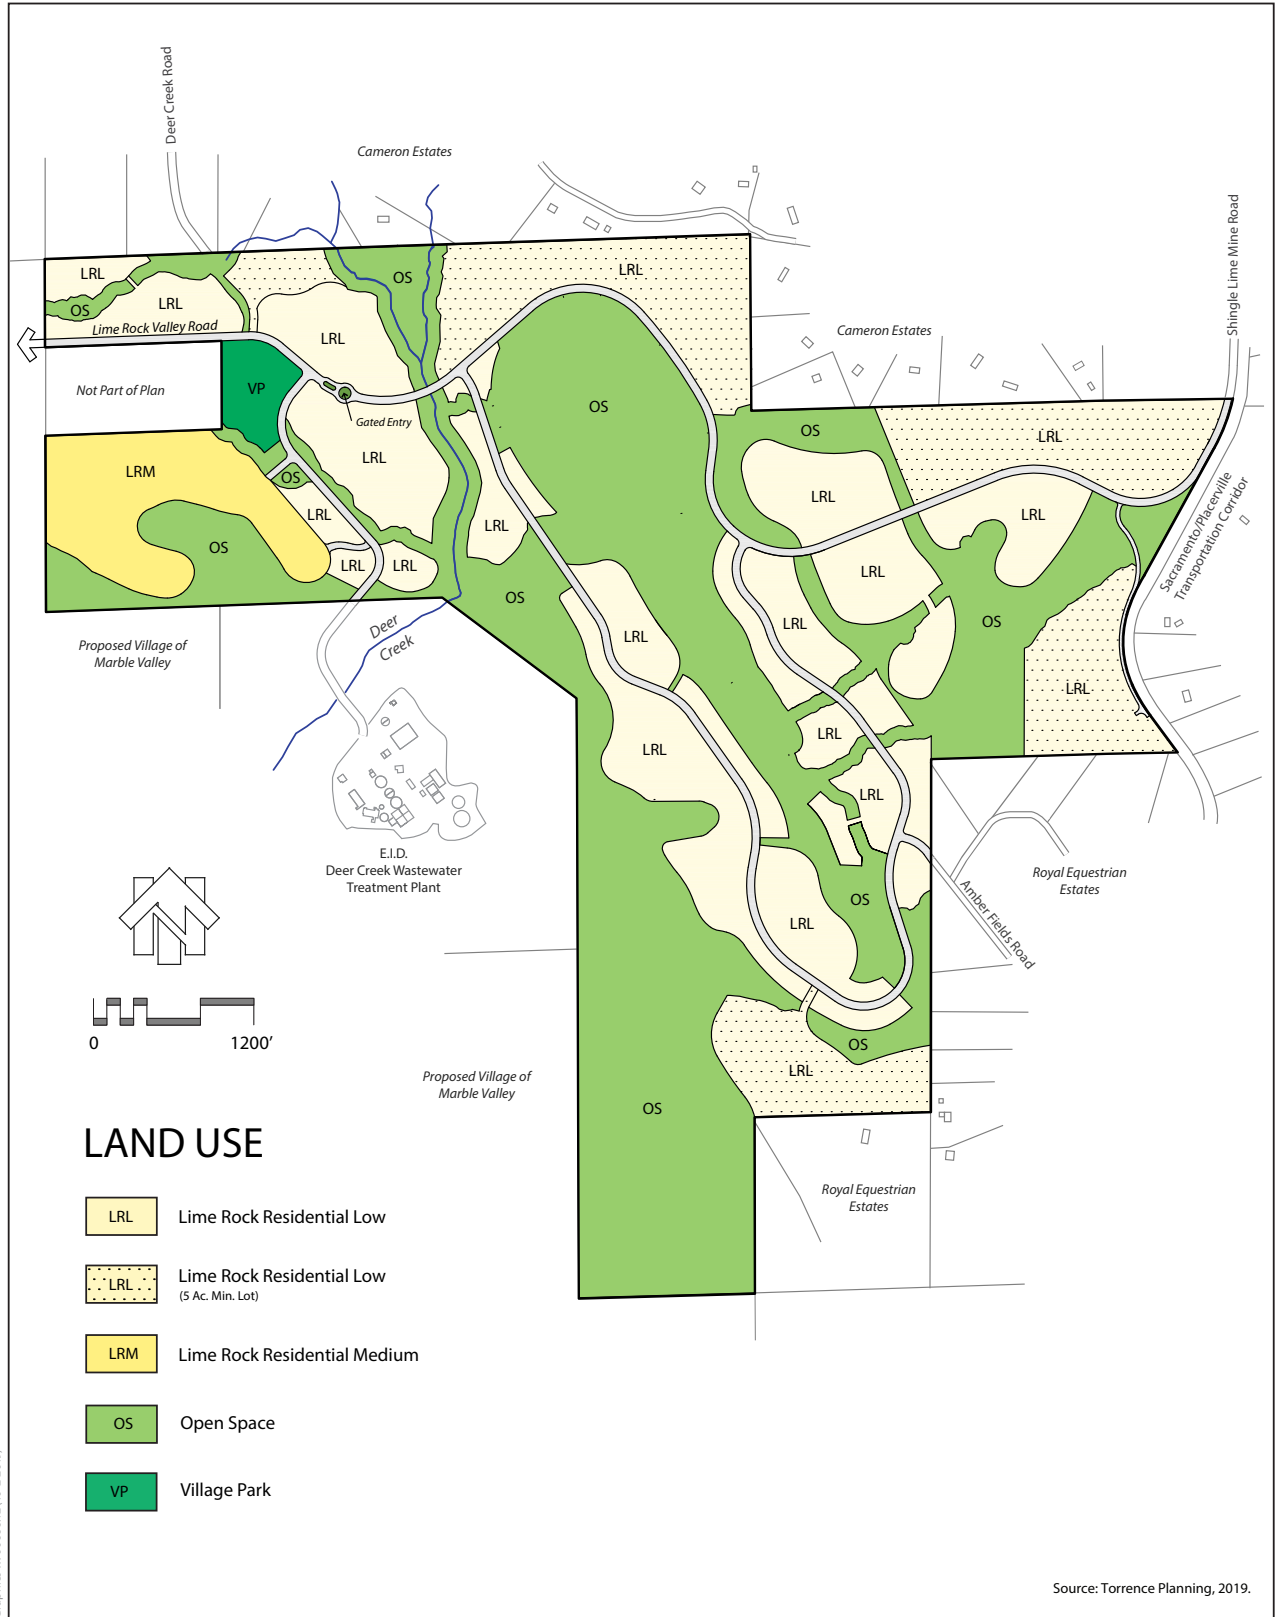 Deer Creek Road
Cameron Estates
Shingle Lime Mine Road
LRL
OS
LRL
LRL
OS
LRL
Lime Rock Valley Road
LRL
Cameron Estates
Not Part of Plan
VP
Gated Entry
OS
OS
LRL
LRM
LRL
OS
LRL
LRL
LRL
LRL
Sacramento/Placerville
Transportation Corridor
OS
LRL
LRL
LRL
OS
LRL
LRL
OS
Deer
Creek
Proposed Village of
Marble Valley
LRL
LRL
LRL
LRL
E.I.D.
Deer Creek Wastewater
Treatment Plant
Royal Equestrian
Estates
Amber Fields Road
OS
LRL
0
1200'
OS
LRL
Proposed Village of
Marble Valley
OS
Royal Equestrian
Estates
LAND USE
LRL
Lime Rock Residential Low
LRL
Lime Rock Residential Low
(5 Ac. Min. Lot)
LRM
Lime Rock Residential Medium
OS
Open Space
VP
Village Park
Source: Torrence Planning, 2019.